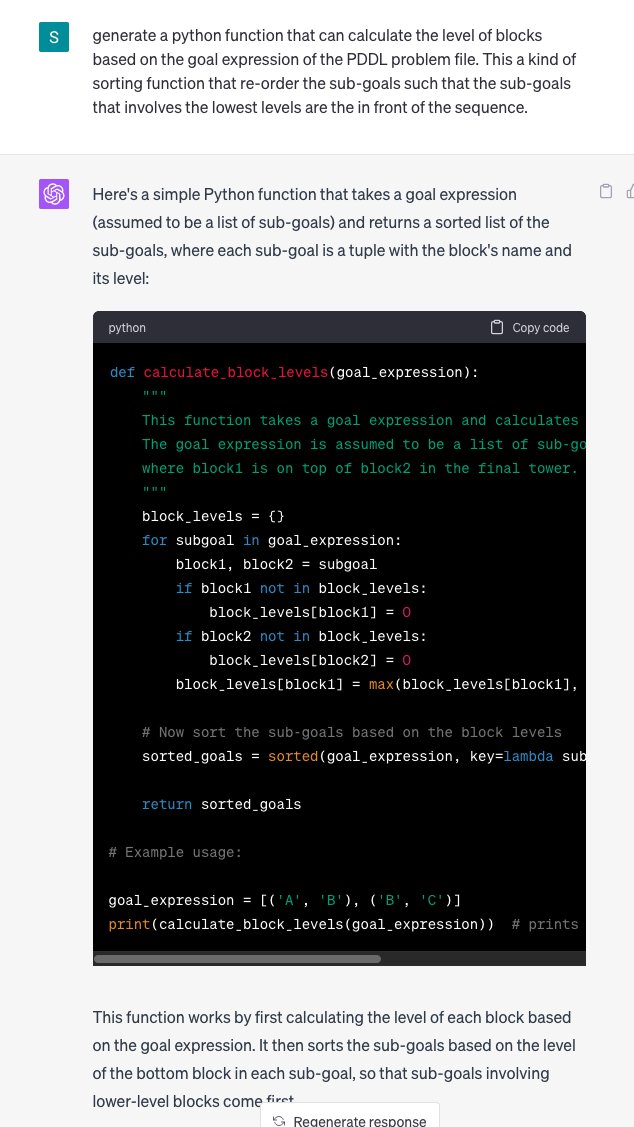 S
generate a python function that can calculate the level of blocks
based on the goal expression of the PDDL problem file. This a kind of
sorting function that re-order the sub-goals such that the sub-goals
that involves the lowest levels are the in front of the sequence.
Here's a simple Python function that takes a goal expression
(assumed to be a list of sub-goals) and returns a sorted list of the
sub-goals, where each sub-goal is a tuple with the block's name and
its level:
python Copy code
def calculate_block_levels(goal_expression):
"""
This function takes a goal expression and calculates
The goal expression is assumed to be a list of sub-go
where block1 is on top of block2 in the final tower.
"""
block_levels = {}
for subgoal in goal_expression:
block1, block2 = subgoal
if block1 not in block_levels:
block_levels[block1] = 0
if block2 not in block_levels:
block_levels[block2] = 0
block_levels[block1] = max(block_levels[block1],
# Now sort the sub-goals based on the block levels
sorted_goals = sorted(goal_expression, key=lambda sub
return sorted_goals
# Example usage:
goal_expression = [('A', 'B'), ('B', 'C')]
print(calculate_block_levels(goal_expression))  # prints
This function works by first calculating the level of each block based
on the goal expression. It then sorts the sub-goals based on the level
of the bottom block in each sub-goal, so that sub-goals involving
lower-level blocks come first
Regenerate response